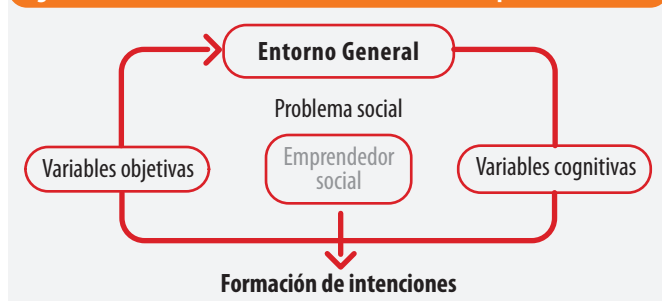 Entorno General
Problema social
Variables objetivas
Emprendedor
social
Variables cognitivas
Formación de intenciones